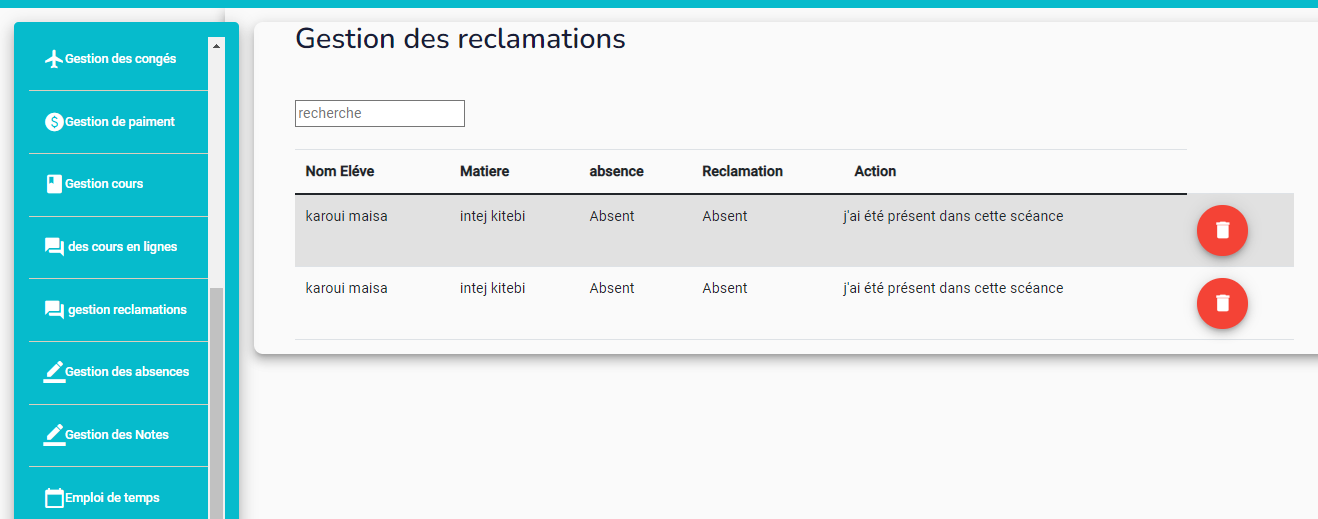 Gestion des congés
Gestion de paiment
Gestion cours
des cours en lignes
gestion reclamations
Gestion des absences
Gestion des Notes
Emploi de temps
Gestion des reclamations
recherche
Nom Eléve Matiere absence Reclamation Action
karoui maisa intej kitebi Absent Absent j'ai été présent dans cette scéance
karoui maisa intej kitebi Absent Absent j'ai été présent dans cette scéance